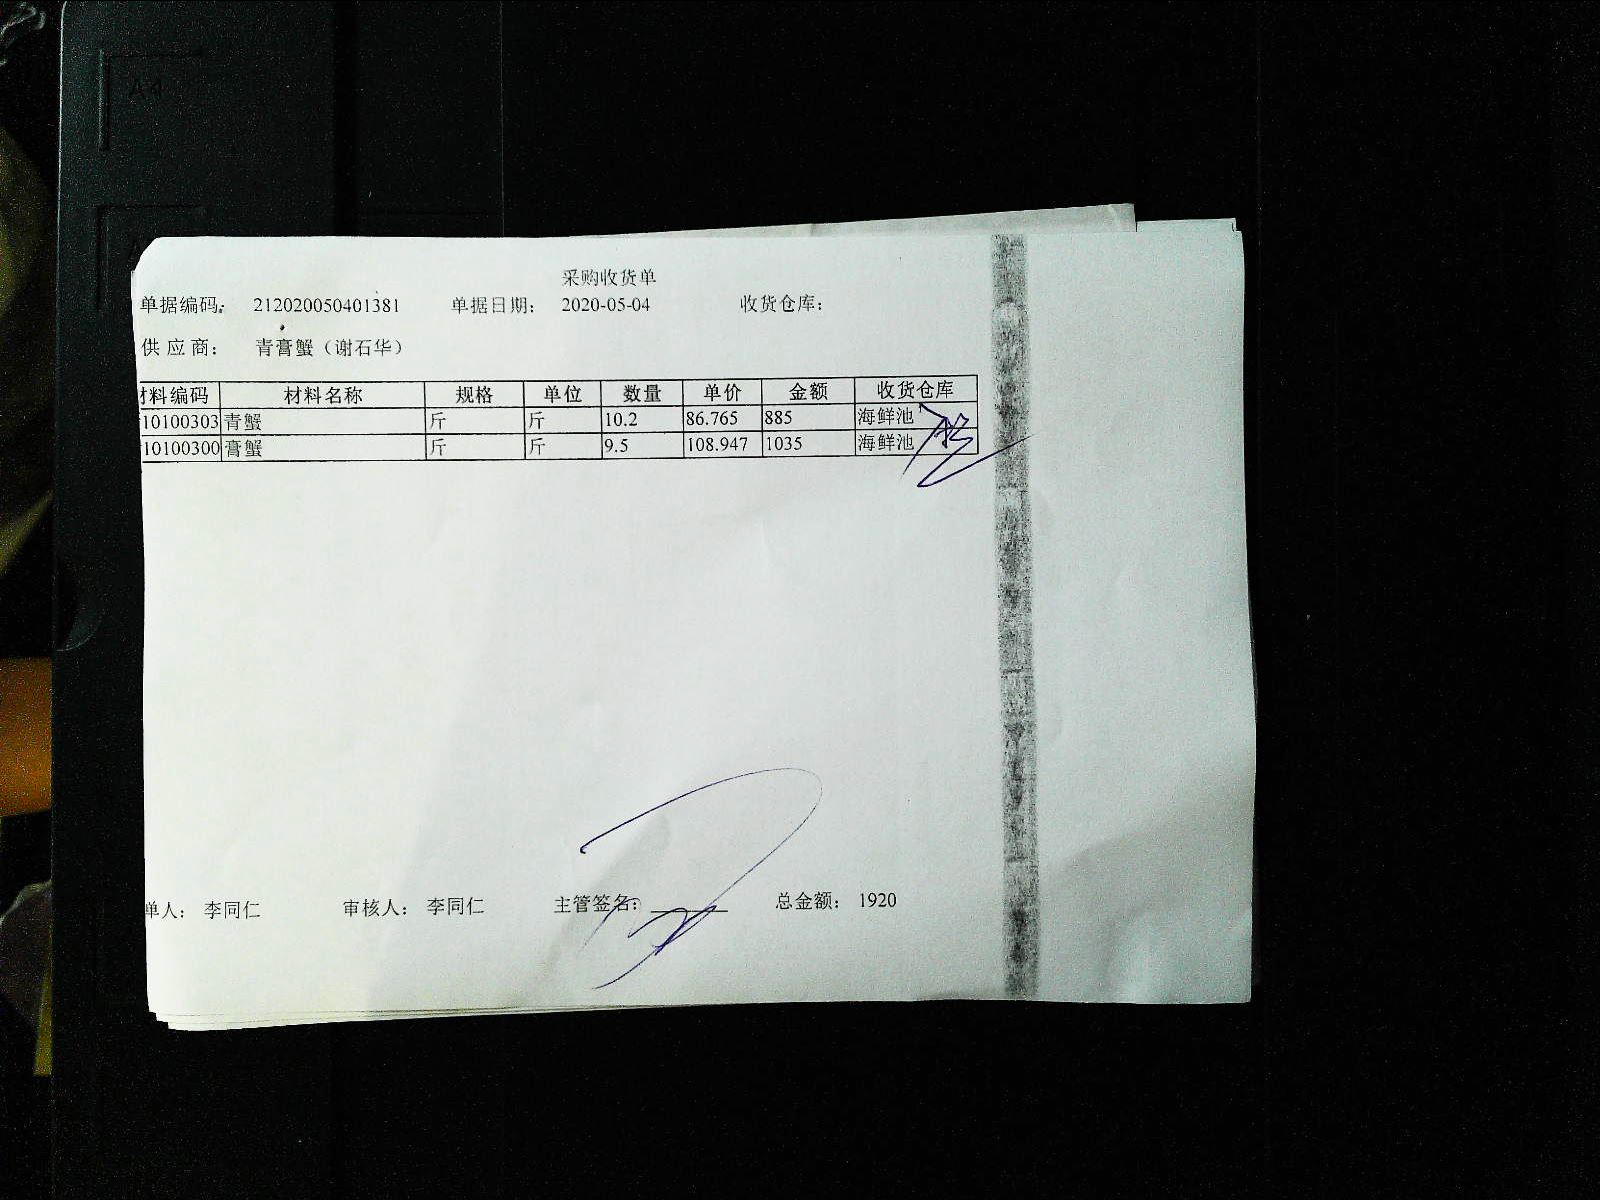 采购收货单
单据编码: 212020050401381 单据日期: 2020-05-04 收货仓库:
供应商: 青膏蟹（谢石华）
材料编码 材料名称 规格 单位 数量 单价 金额 收货仓库
10100303 青蟹 斤 斤 10.2 86.765 885 海鲜池
10100300 膏蟹 斤 斤 9.5 108.947 1035 海鲜池
单人: 李同仁 审核人: 李同仁 主管签名: 总金额: 1920